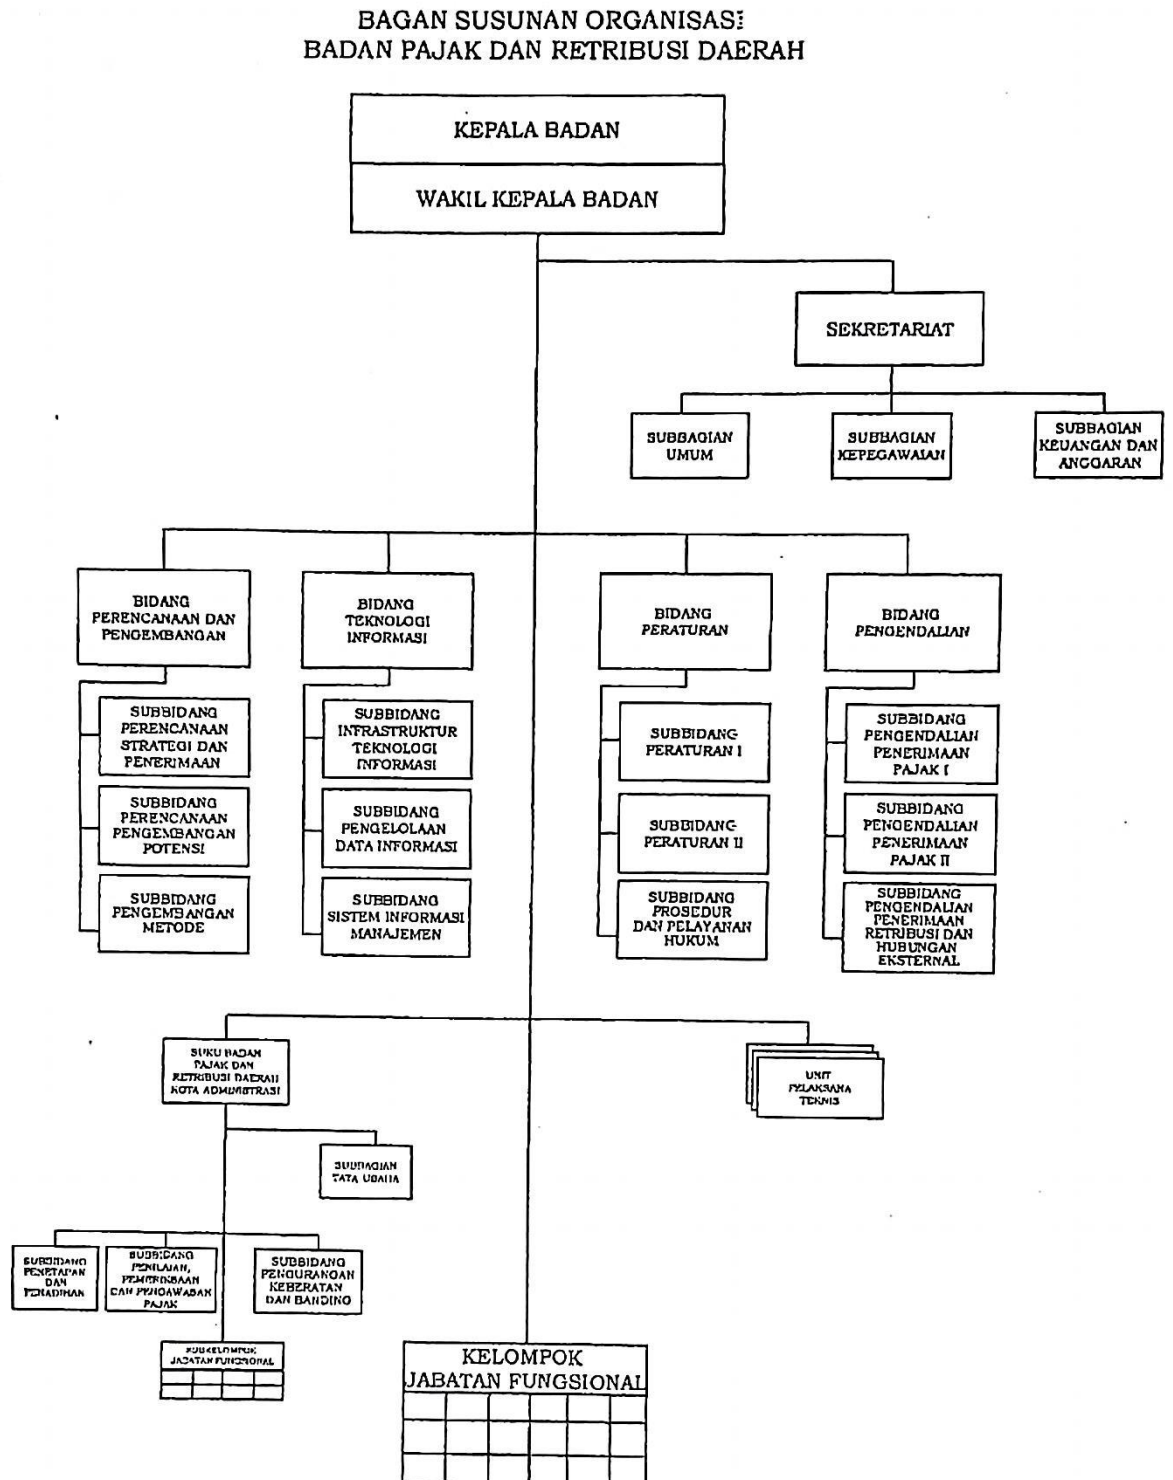 BAGAN SUSUNAN ORGANISASI
BADAN PAJAK DAN RETRIBUSI DAERAH
KEPALA BADAN
WAKIL KEPALA BADAN
SEKRETARIAT
SUBBAGIAN
UMUM
SUBBAGIAN
KEPEGAWAIAN
SUBBAGIAN
KEUANGAN DAN
ANGGARAN
BIDANG
PERENCANAAN DAN
PENGEMBANGAN
BIDANG
TEKNOLOGI
INFORMASI
BIDANG
PERATURAN
BIDANG
PENGENDALIAN
SUBBIDANG
PERENCANAAN
STRATEGI DAN
PENERIMAAN
SUBBIDANG
PERENCANAAN
PENGEMBANGAN
POTENSI
SUBBIDANG
PENGEMBANGAN
METODE
SUBBIDANG
INFRASTRUKTUR
TEKNOLOGI
INFORMASI
SUBBIDANG
PENGELOLAAN
DATA INFORMASI
SUBBIDANG
SISTEM INFORMASI
MANAJEMEN
SUBBIDANG
PERATURAN I
SUBBIDANG
PERATURAN II
SUBBIDANG
PROSEDUR
DAN PELAYANAN
HUKUM
SUBBIDANG
PENGENDALIAN
PENERIMAAN
PAJAK I
SUBBIDANG
PENGENDALIAN
PENERIMAAN
PAJAK II
SUBBIDANG
PENGENDALIAN
PENERIMAAN
RETRIBUSI DAN
HUBUNGAN
EKSTERNAL
SUKU BADAN
PAJAK DAN
RETRIBUSI DAERAH
KOTA ADMINISTRASI
UNIT
PELAKSANA
TEKNIS
SUBBAGIAN
TATA USAHA
SUBBIDANG
PENETAPAN
DAN
PENAGIHAN
SUBBIDANG
PENILAIAN,
PEMERIKSAAN
DAN PENGAWASAN
PAJAK
SUBBIDANG
PENGURANGAN
KEBERATAN
DAN BANDING
SUBKELOMPOK
JABATAN FUNGSIONAL
KELOMPOK
JABATAN FUNGSIONAL